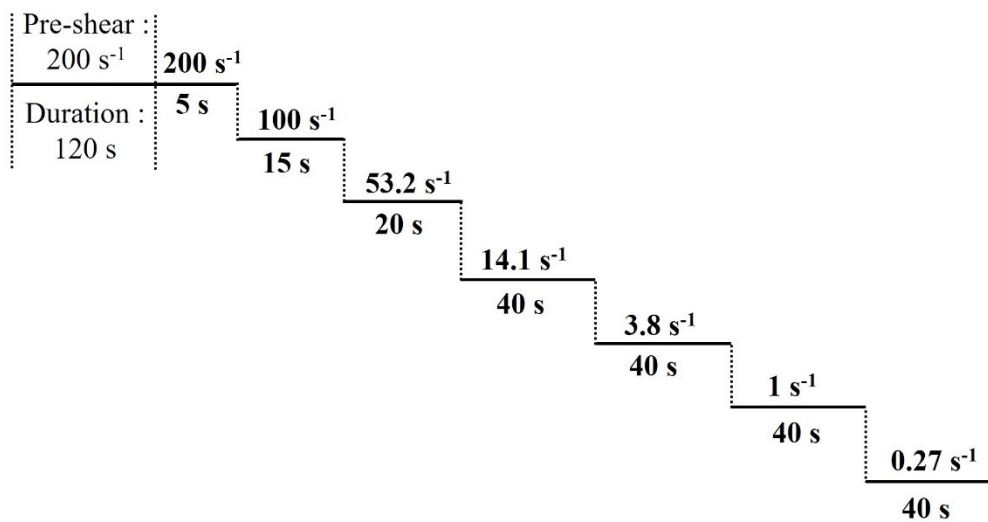 Pre-shear :
200 s⁻¹
Duration :
120 s
200 s⁻¹
5 s
100 s⁻¹
15 s
53.2 s⁻¹
20 s
14.1 s⁻¹
40 s
3.8 s⁻¹
40 s
1 s⁻¹
40 s
0.27 s⁻¹
40 s